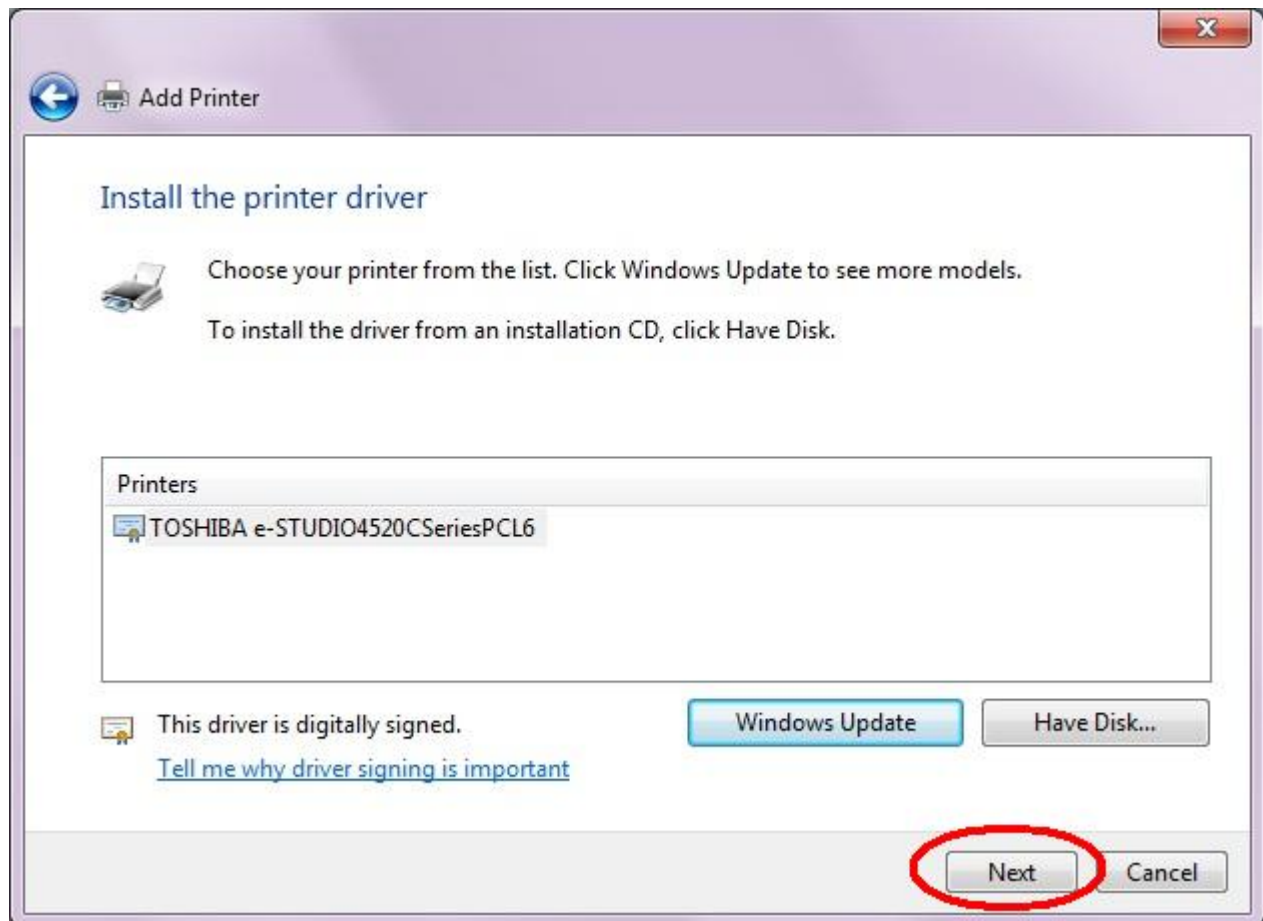 Add Printer
Install the printer driver
Choose your printer from the list. Click Windows Update to see more models.
To install the driver from an installation CD, click Have Disk.
Printers
TOSHIBA e-STUDIO4520CSeriesPCL6
This driver is digitally signed.
Windows Update
Have Disk...
Tell me why driver signing is important
Next
Cancel